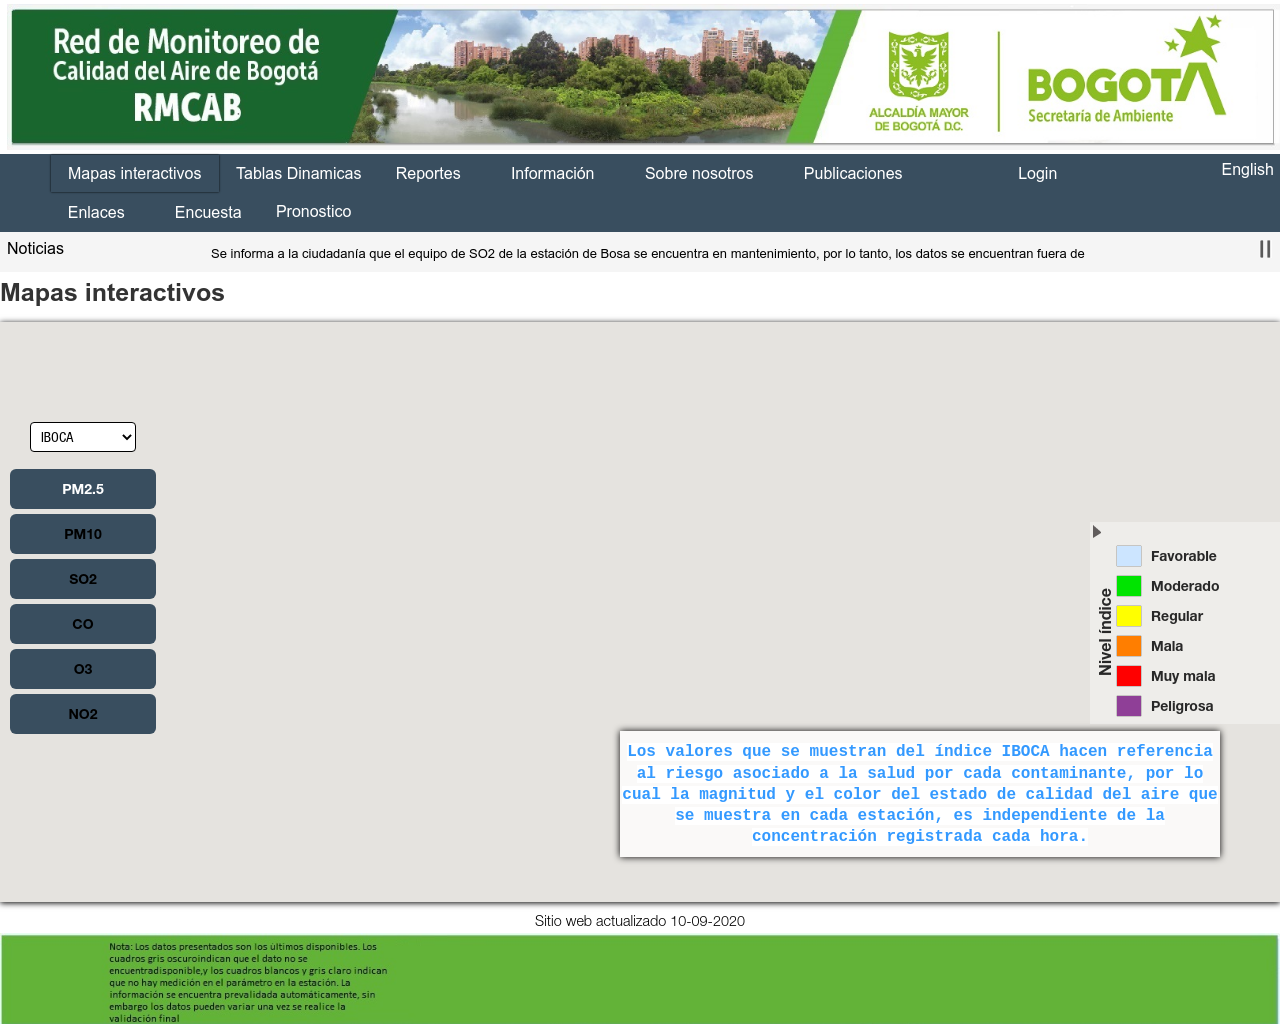 Red de Monitoreo de
Calidad del Aire de Bogotá
RMCAB
ALCALDÍA MAYOR
DE BOGOTÁ D.C.
BOGOTÁ
Secretaría de Ambiente
Mapas interactivos
Tablas Dinamicas
Reportes
Información
Sobre nosotros
Publicaciones
Login
English
Enlaces
Encuesta
Pronostico
Noticias
Se informa a la ciudadanía que el equipo de SO2 de la estación de Bosa se encuentra en mantenimiento, por lo tanto, los datos se encuentran fuera de
Mapas interactivos
IBOCA
PM2.5
PM10
SO2
CO
O3
NO2
Nivel índice
Favorable
Moderado
Regular
Mala
Muy mala
Peligrosa
Los valores que se muestran del índice IBOCA hacen referencia
al riesgo asociado a la salud por cada contaminante, por lo
cual la magnitud y el color del estado de calidad del aire que
se muestra en cada estación, es independiente de la
concentración registrada cada hora.
Sitio web actualizado 10-09-2020
Nota: Los datos presentados son los últimos disponibles. Los
cuadros gris oscuroindican que el dato no se
encuentradisponible,y los cuadros blancos y gris claro indican
que no hay medición en el parámetro en la estación. La
información se encuentra prevalidada automáticamente, sin
embargo los datos pueden variar una vez se realice la
validación final